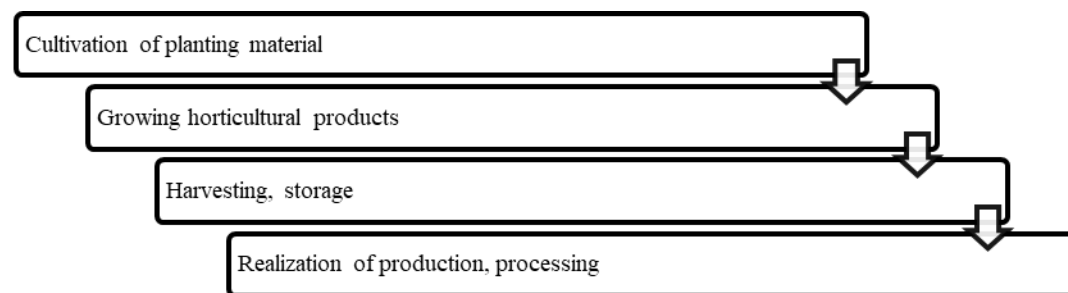 Cultivation of planting material
Growing horticultural products
Harvesting, storage
Realization of production, processing